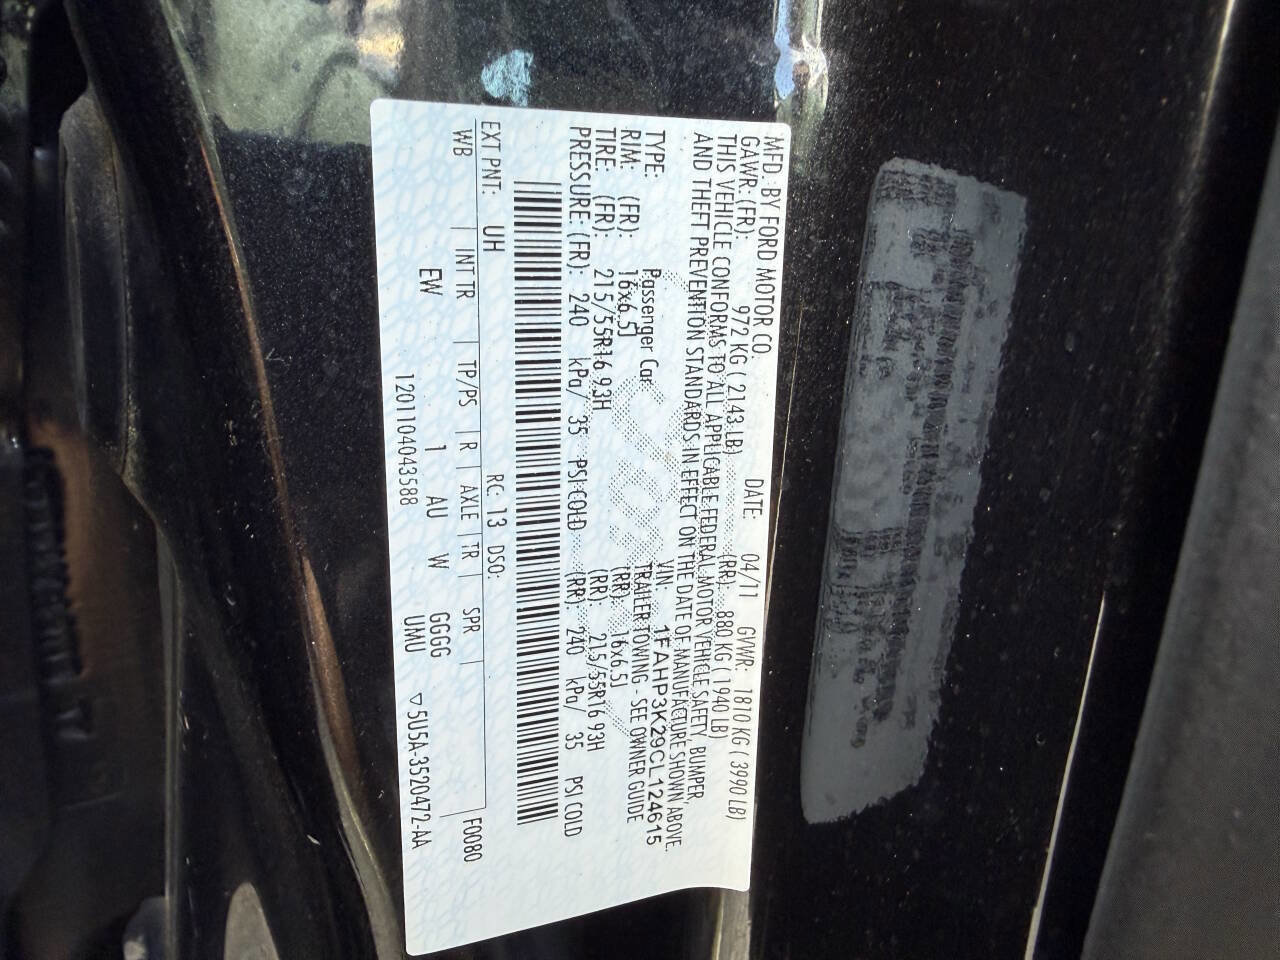 MFD. BY FORD MOTOR CO.
DATE: 04/11 GVWR: 1810 KG ( 3990 LB)
GAWR: (FR): 972 KG ( 2143 LB) (RR): 880 KG ( 1940 LB)
THIS VEHICLE CONFORMS TO ALL APPLICABLE FEDERAL MOTOR VEHICLE SAFETY, BUMPER,
AND THEFT PREVENTION STANDARDS IN EFFECT ON THE DATE OF MANUFACTURE SHOWN ABOVE.
VIN: 1FAHP3K29CL124615
TYPE: Passenger Car TRAILER TOWING - SEE OWNER GUIDE
RIM: (FR): 16x6.5J (RR): 16x6.5J
TIRE: (FR): 215/55R16 93H (RR): 215/55R16 93H
PRESSURE: (FR): 240 kPa/ 35 PSI COLD (RR): 240 kPa/ 35 PSI COLD
EXT PNT: UH RC: 13 DSO: F0080
WB | INT TR | TP/PS | R | AXLE | TR | SPR |
EW 1 AU W GGGG
120110404 3588 UMU ▽5U5A-3520472-AA